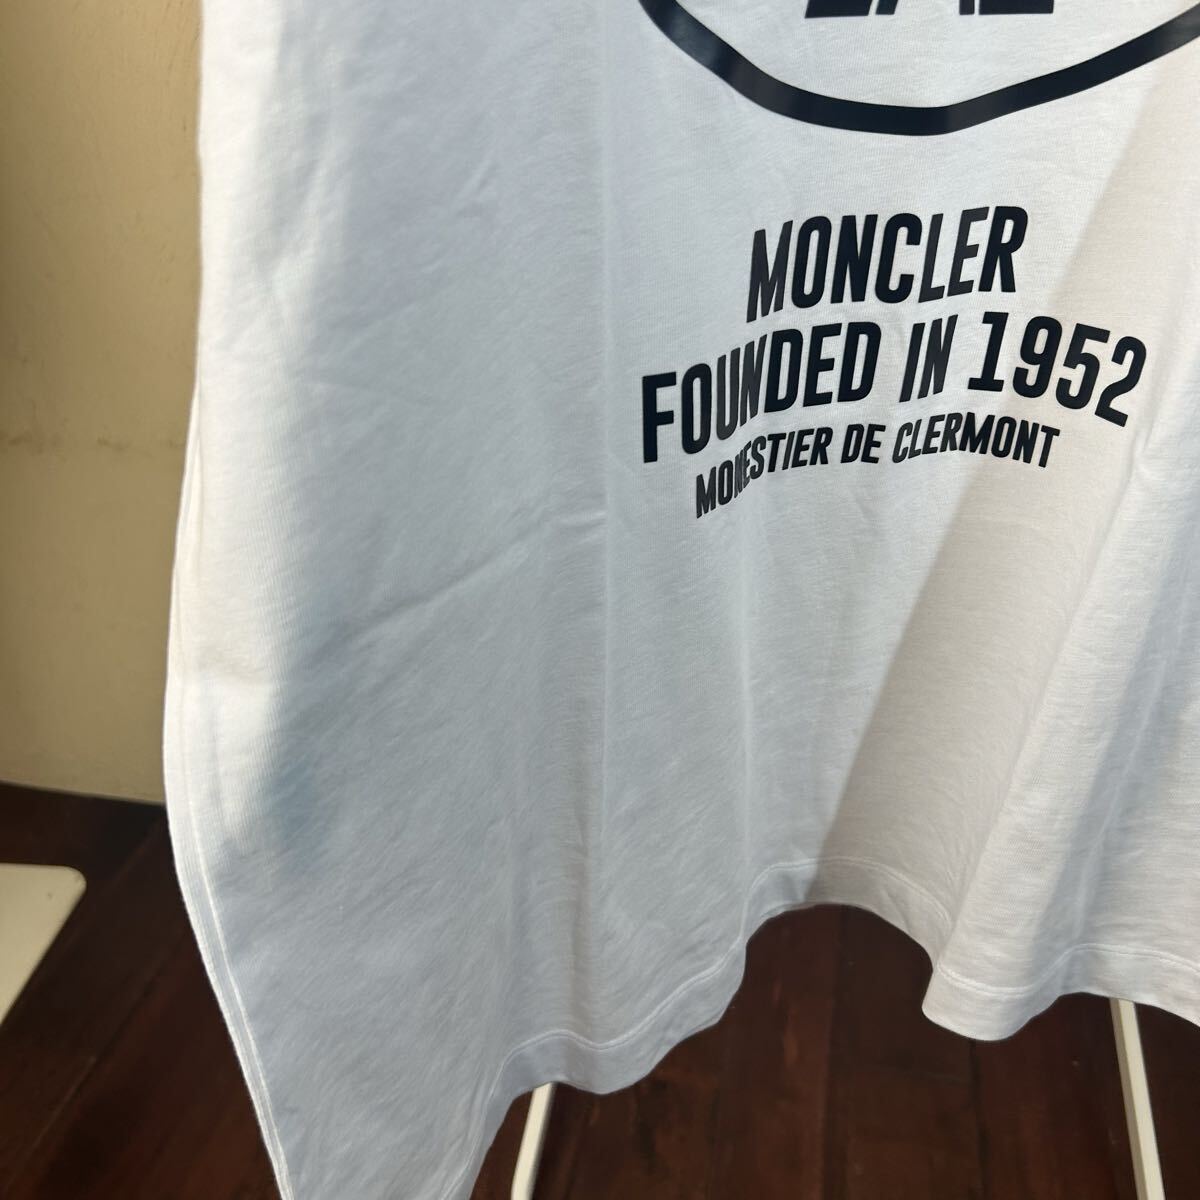 MONCLER
FOUNDED IN 1952
MONESTIER DE CLERMONT